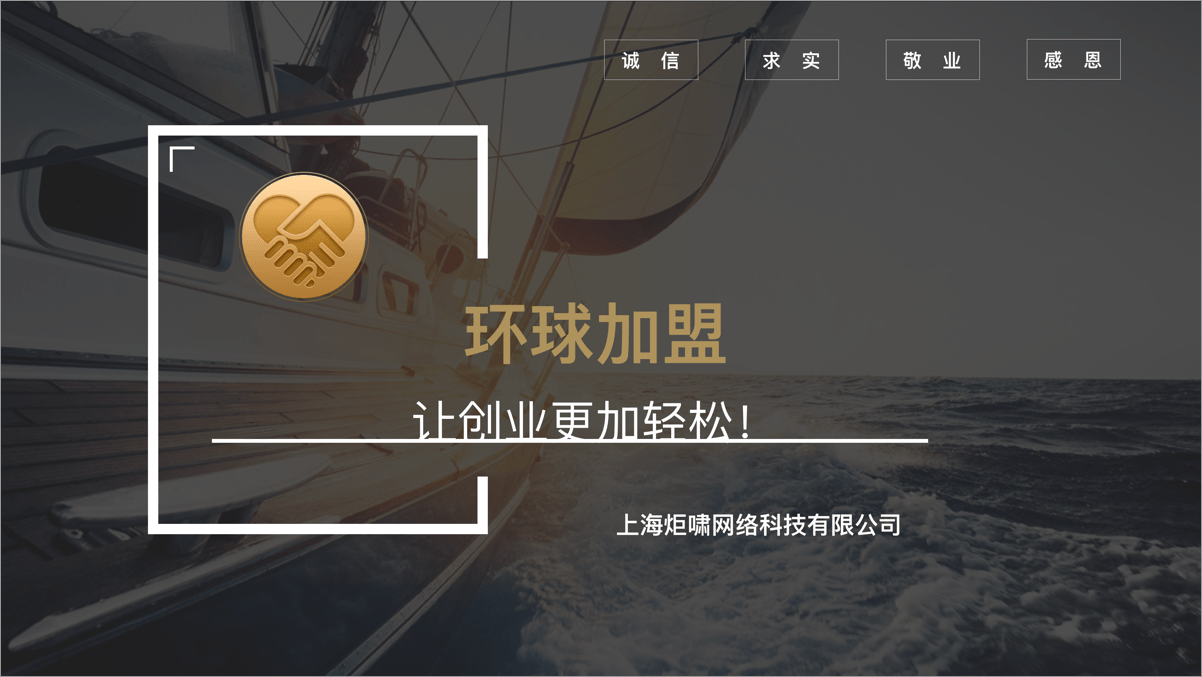 诚 信 求 实 敬 业 感 恩
环球加盟
让创业更加轻松！
上海炬啸网络科技有限公司